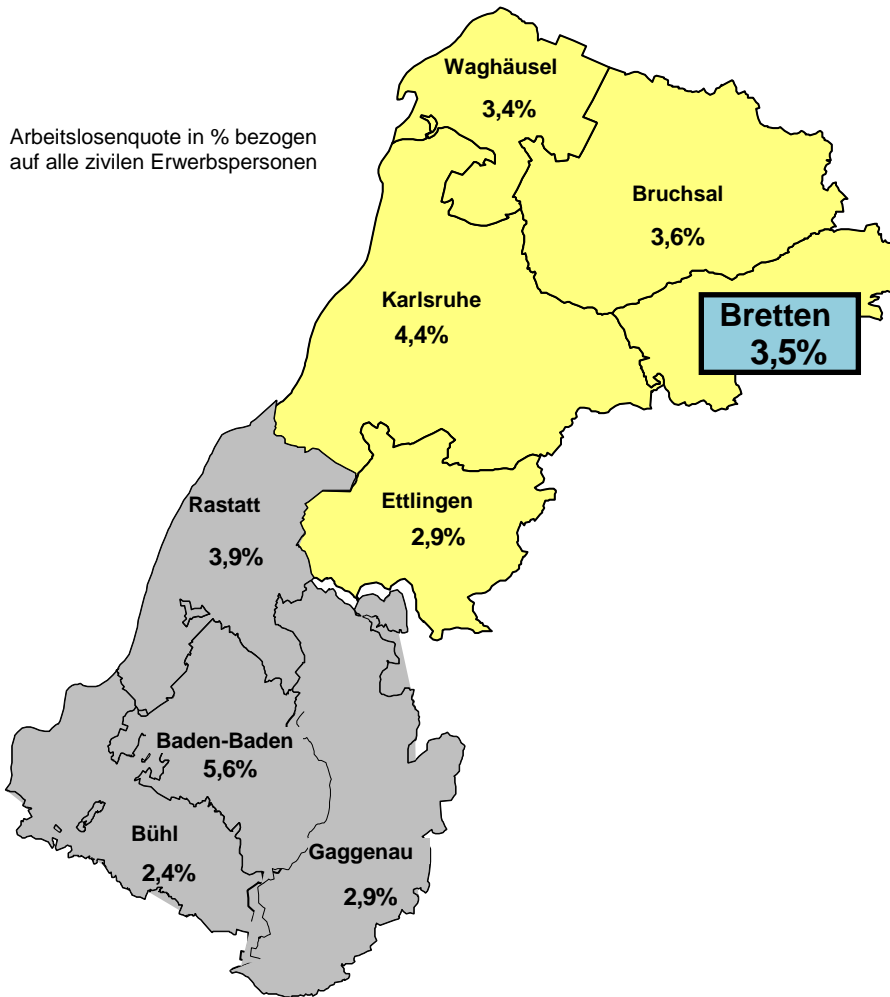 Waghäusel
3,4%
Arbeitslosenquote in % bezogen
auf alle zivilen Erwerbspersonen
Bruchsal
3,6%
Karlsruhe
4,4%
Bretten
3,5%
Ettlingen
2,9%
Rastatt
3,9%
Baden-Baden
5,6%
Bühl
2,4%
Gaggenau
2,9%